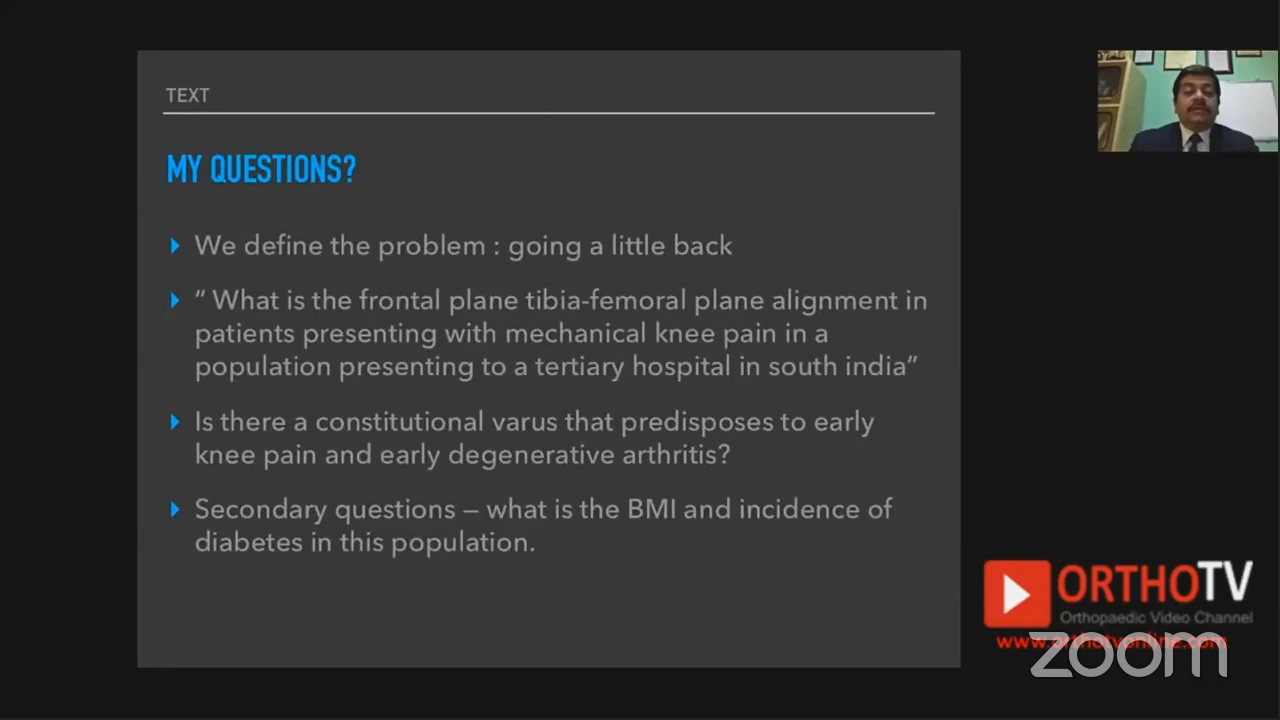 TEXT
MY QUESTIONS?
We define the problem : going a little back
“ What is the frontal plane tibia-femoral plane alignment in
patients presenting with mechanical knee pain in a
population presenting to a tertiary hospital in south india”
Is there a constitutional varus that predisposes to early
knee pain and early degenerative arthritis?
Secondary questions – what is the BMI and incidence of
diabetes in this population.
ORTHOTV
Orthopaedic Video Channel
www.orthotvonline.com
zoom